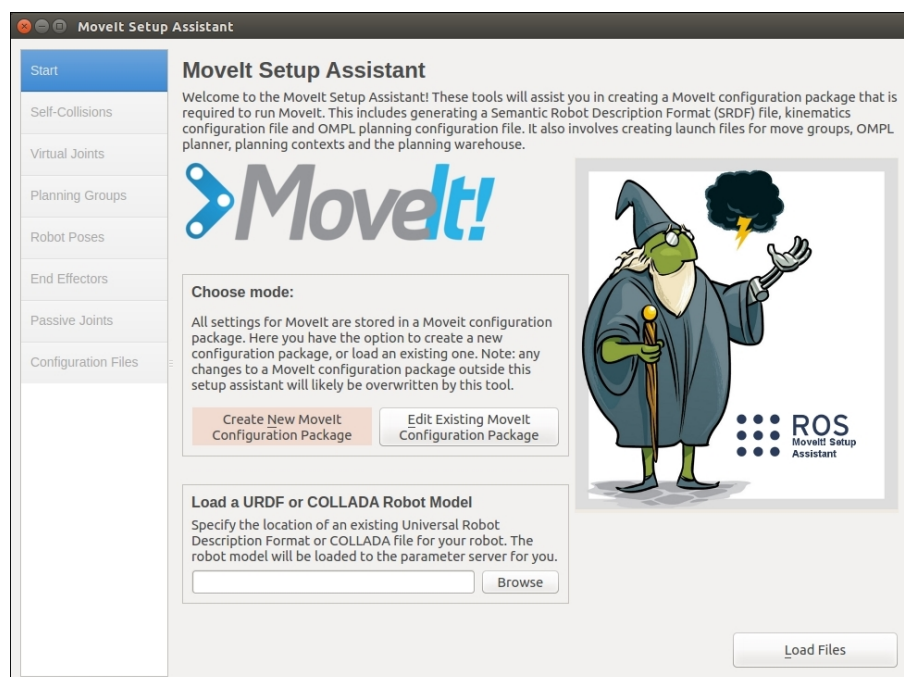 MoveIt Setup Assistant
Start
Self-Collisions
Virtual Joints
Planning Groups
Robot Poses
End Effectors
Passive Joints
Configuration Files
MoveIt Setup Assistant
Welcome to the MoveIt Setup Assistant! These tools will assist you in creating a MoveIt configuration package that is
required to run MoveIt. This includes generating a Semantic Robot Description Format (SRDF) file, kinematics
configuration file and OMPL planning configuration file. It also involves creating launch files for move groups, OMPL
planner, planning contexts and the planning warehouse.
MoveIt!
Choose mode:
All settings for MoveIt are stored in a Moveit configuration
package. Here you have the option to create a new
configuration package, or load an existing one. Note: any
changes to a MoveIt configuration package outside this
setup assistant will likely be overwritten by this tool.
Create New MoveIt
Configuration Package
Edit Existing MoveIt
Configuration Package
Load a URDF or COLLADA Robot Model
Specify the location of an existing Universal Robot
Description Format or COLLADA file for your robot. The
robot model will be loaded to the parameter server for you.
Browse
ROS
MoveIt! Setup
Assistant
Load Files